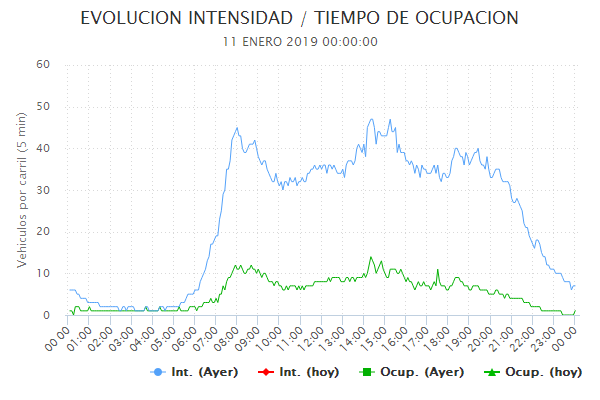 EVOLUCION INTENSIDAD / TIEMPO DE OCUPACION
11 ENERO 2019 00:00:00
Vehiculos por carril (5 min)
60
50
40
30
20
10
0
00:00 01:00 02:00 03:00 04:00 05:00 06:00 07:00 08:00 09:00 10:00 11:00 12:00 13:00 14:00 15:00 16:00 17:00 18:00 19:00 20:00 21:00 22:00 23:00 00:00
Int. (Ayer) Int. (hoy) Ocup. (Ayer) Ocup. (hoy)